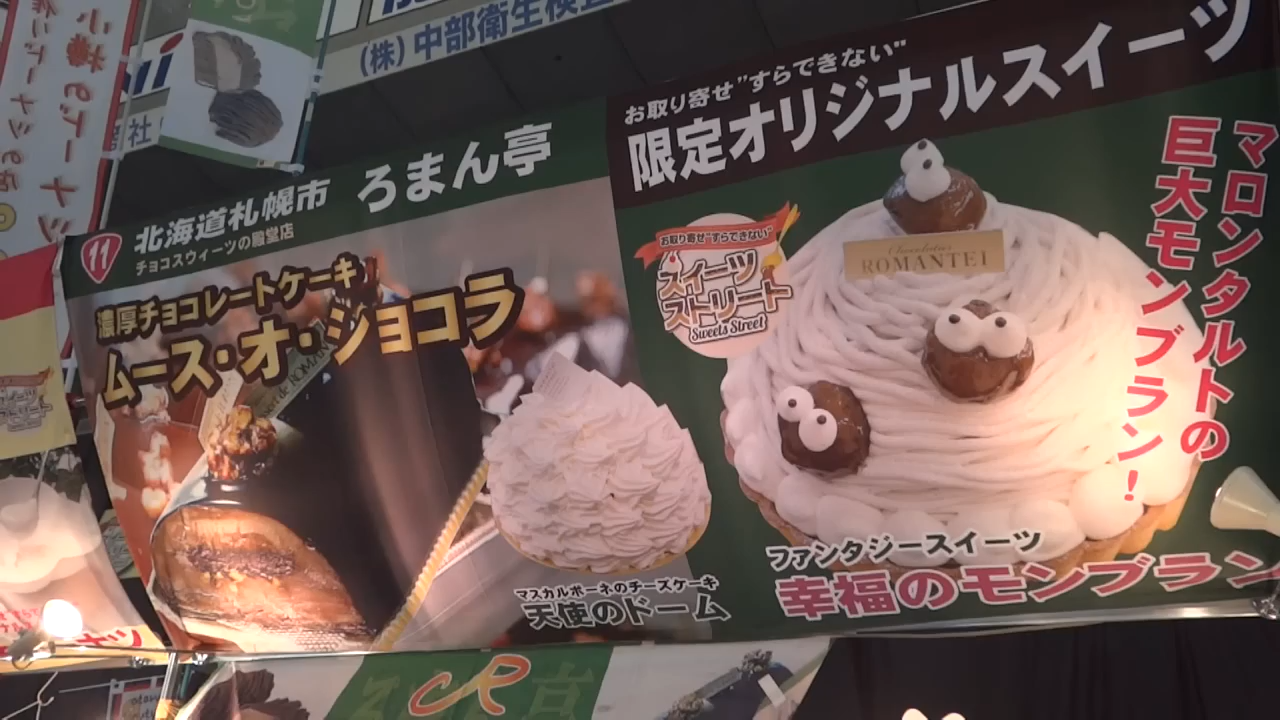 (株) 中部衛生検査
小樽のドーナツ
お取り寄せ"すらできない"
限定オリジナルスイーツ
11
北海道札幌市 ろまん亭
チョコスウィーツの殿堂店
濃厚チョコレートケーキ
ムース・オ・ショコラ
お取り寄せ"すらできない"
スイーツ
ストリート
Sweets Street
ROMANTEI
マロンタルトの
巨大モンブラン！
マスカルポーネのチーズケーキ
天使のドーム
ファンタジースイーツ
幸福のモンブラン